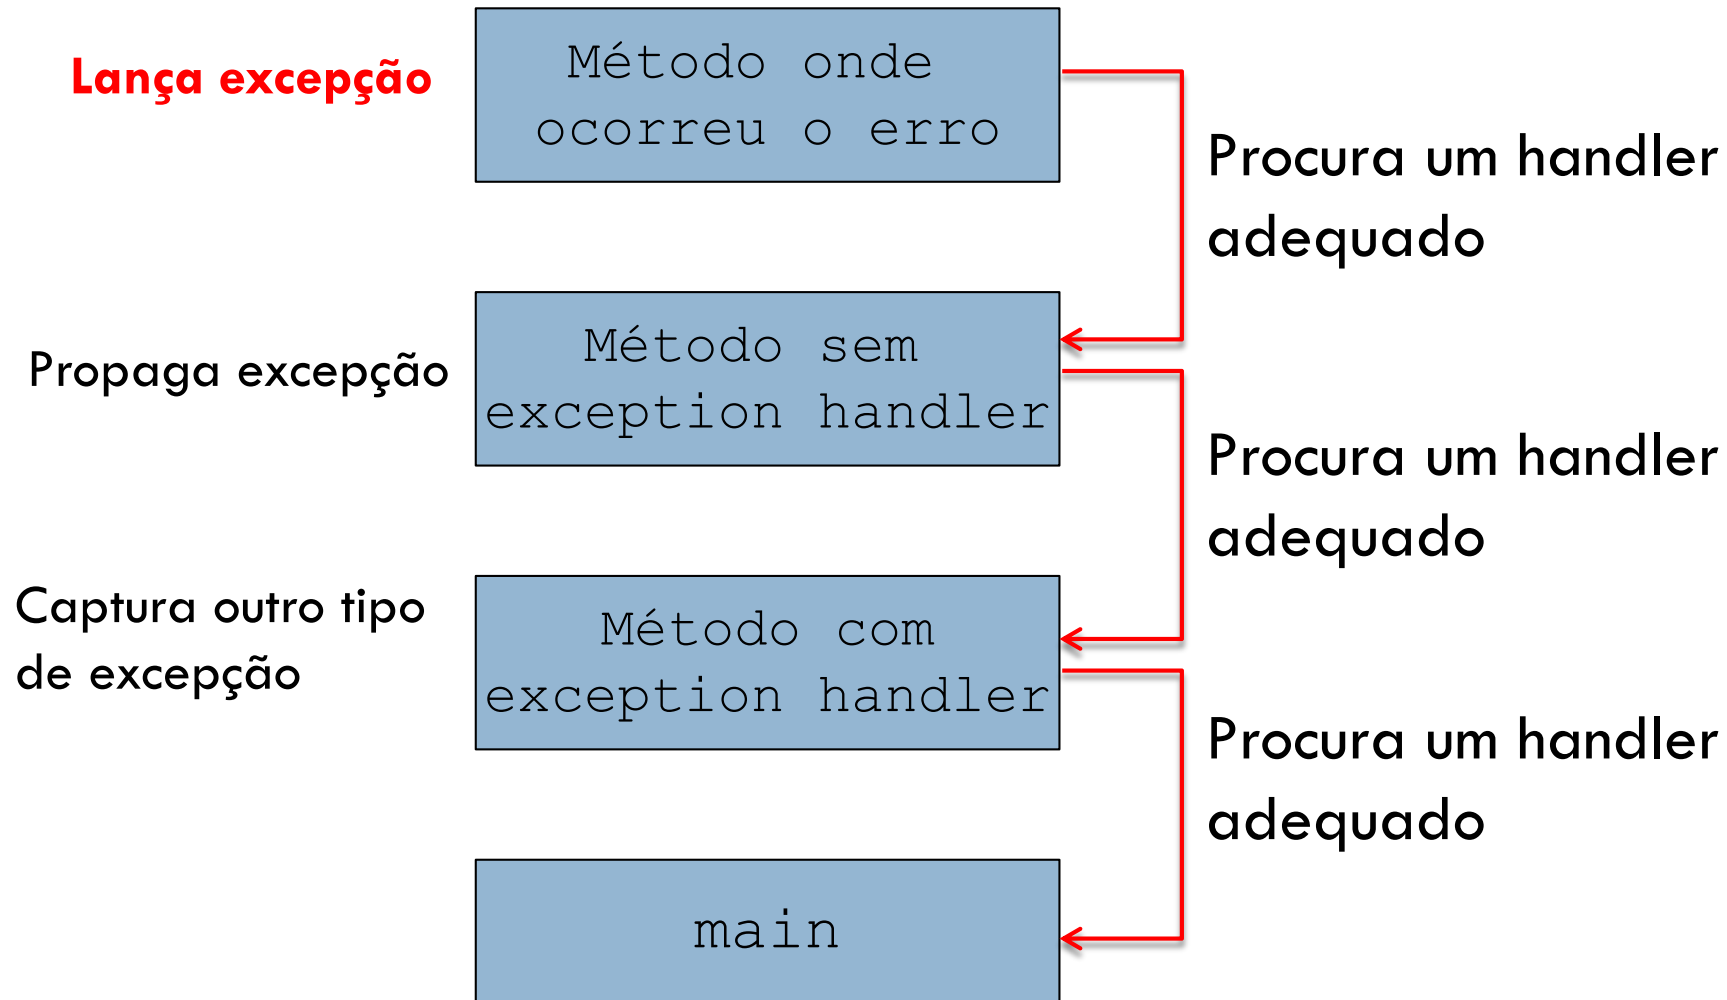 Lança excepção
Método onde
ocorreu o erro
Procura um handler
adequado
Propaga excepção
Método sem
exception handler
Procura um handler
adequado
Captura outro tipo
de excepção
Método com
exception handler
Procura um handler
adequado
main